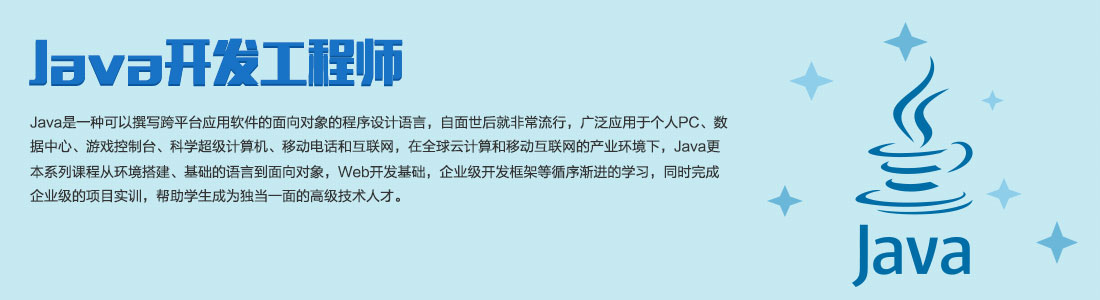 Java开发工程师
Java是一种可以撰写跨平台应用软件的面向对象的程序设计语言，自面世后就非常流行，广泛应用于个人PC、数
据中心、游戏控制台、科学超级计算机、移动电话和互联网，在全球云计算和移动互联网的产业环境下，Java更
本系列课程从环境搭建、基础的语言到面向对象，Web开发基础，企业级开发框架等循序渐进的学习，同时完成
企业级的项目实训，帮助学生成为独当一面的高级技术人才。
Java